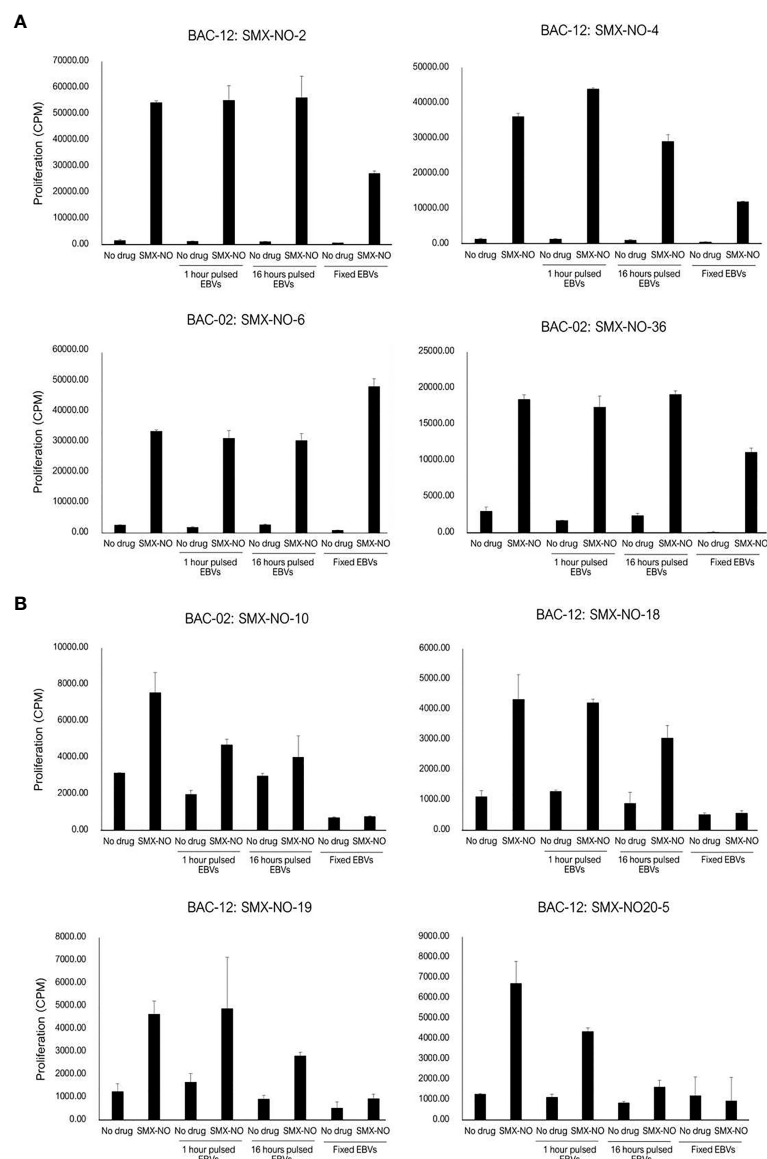 A
BAC-12: SMX-NO-2
Proliferation (CPM)
70000.00
60000.00
50000.00
40000.00
30000.00
20000.00
10000.00
0.00
No drug SMX-NO No drug SMX-NO No drug SMX-NO No drug SMX-NO
1 hour pulsed EBVs
16 hours pulsed EBVs
Fixed EBVs
BAC-12: SMX-NO-4
50000.00
40000.00
30000.00
20000.00
10000.00
0.00
No drug SMX-NO No drug SMX-NO No drug SMX-NO No drug SMX-NO
1 hour pulsed EBVs
16 hours pulsed EBVs
Fixed EBVs
BAC-02: SMX-NO-6
Proliferation (CPM)
60000.00
50000.00
40000.00
30000.00
20000.00
10000.00
0.00
No drug SMX-NO No drug SMX-NO No drug SMX-NO No drug SMX-NO
1 hour pulsed EBVs
16 hours pulsed EBVs
Fixed EBVs
BAC-02: SMX-NO-36
25000.00
20000.00
15000.00
10000.00
5000.00
0.00
No drug SMX-NO No drug SMX-NO No drug SMX-NO No drug SMX-NO
1 hour pulsed EBVs
16 hours pulsed EBVs
Fixed EBVs
B
BAC-02: SMX-NO-10
Proliferation (CPM)
10000.00
8000.00
6000.00
4000.00
2000.00
0.00
No drug SMX-NO No drug SMX-NO No drug SMX-NO No drug SMX-NO
1 hour pulsed EBVs
16 hours pulsed EBVs
Fixed EBVs
BAC-12: SMX-NO-18
6000.00
5000.00
4000.00
3000.00
2000.00
1000.00
0.00
No drug SMX-NO No drug SMX-NO No drug SMX-NO No drug SMX-NO
1 hour pulsed EBVs
16 hours pulsed EBVs
Fixed EBVs
BAC-12: SMX-NO-19
Proliferation (CPM)
8000.00
7000.00
6000.00
5000.00
4000.00
3000.00
2000.00
1000.00
0.00
No drug SMX-NO No drug SMX-NO No drug SMX-NO No drug SMX-NO
1 hour pulsed EBVs
16 hours pulsed EBVs
Fixed EBVs
BAC-12: SMX-NO20-5
9000.00
8000.00
7000.00
6000.00
5000.00
4000.00
3000.00
2000.00
1000.00
0.00
No drug SMX-NO No drug SMX-NO No drug SMX-NO No drug SMX-NO
1 hour pulsed EBVs
16 hours pulsed EBVs
Fixed EBVs